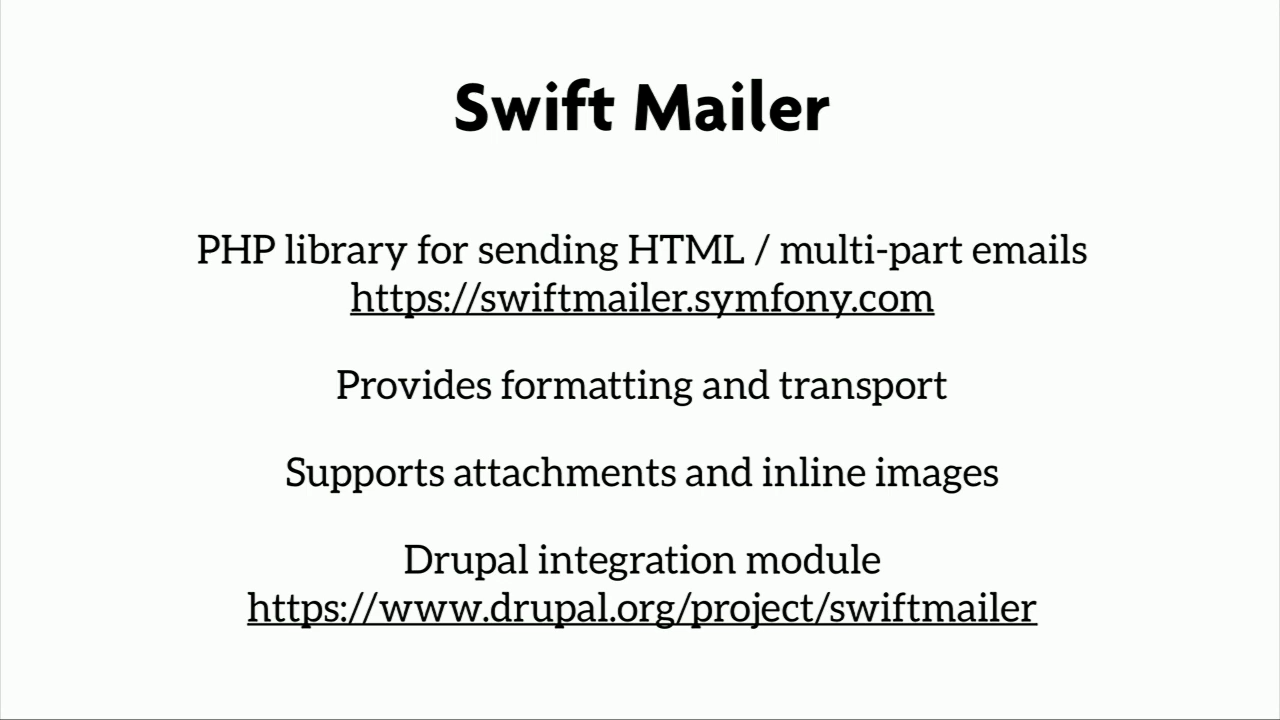 Swift Mailer
PHP library for sending HTML / multi-part emails
https://swiftmailer.symfony.com
Provides formatting and transport
Supports attachments and inline images
Drupal integration module
https://www.drupal.org/project/swiftmailer